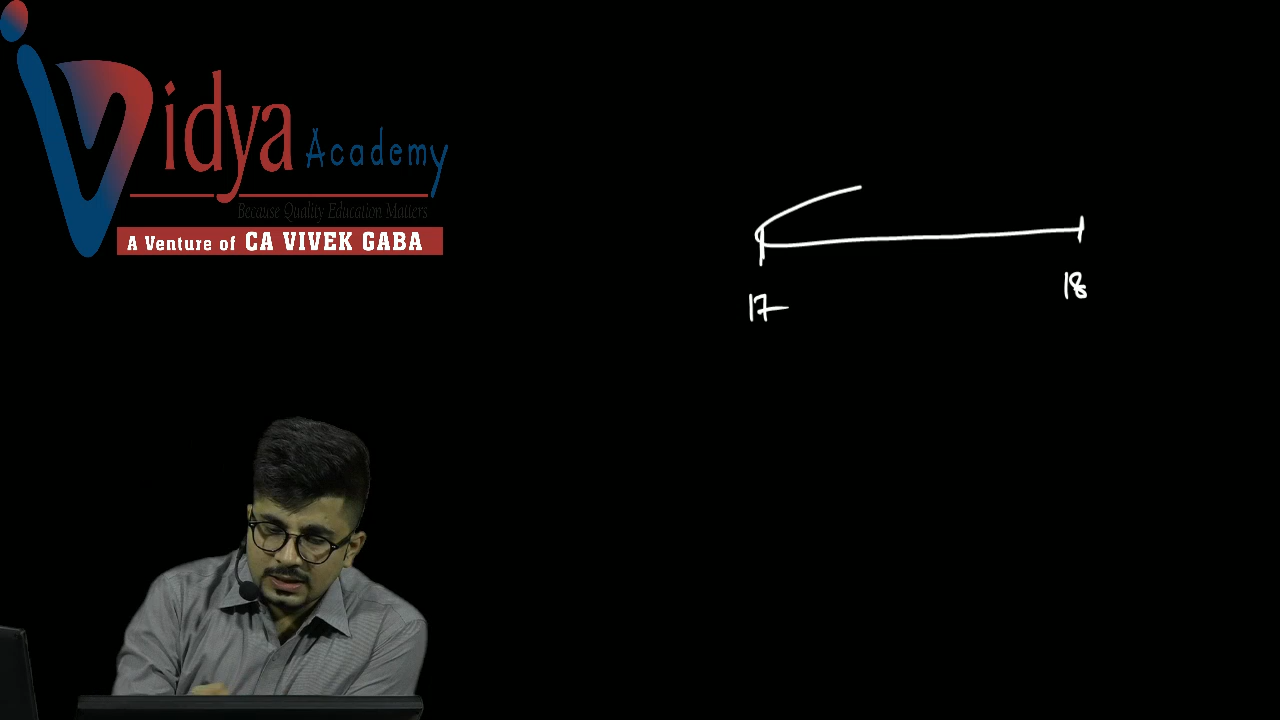 Vidya Academy
Because Quality Education Matters
A Venture of CA VIVEK GABA
17
18